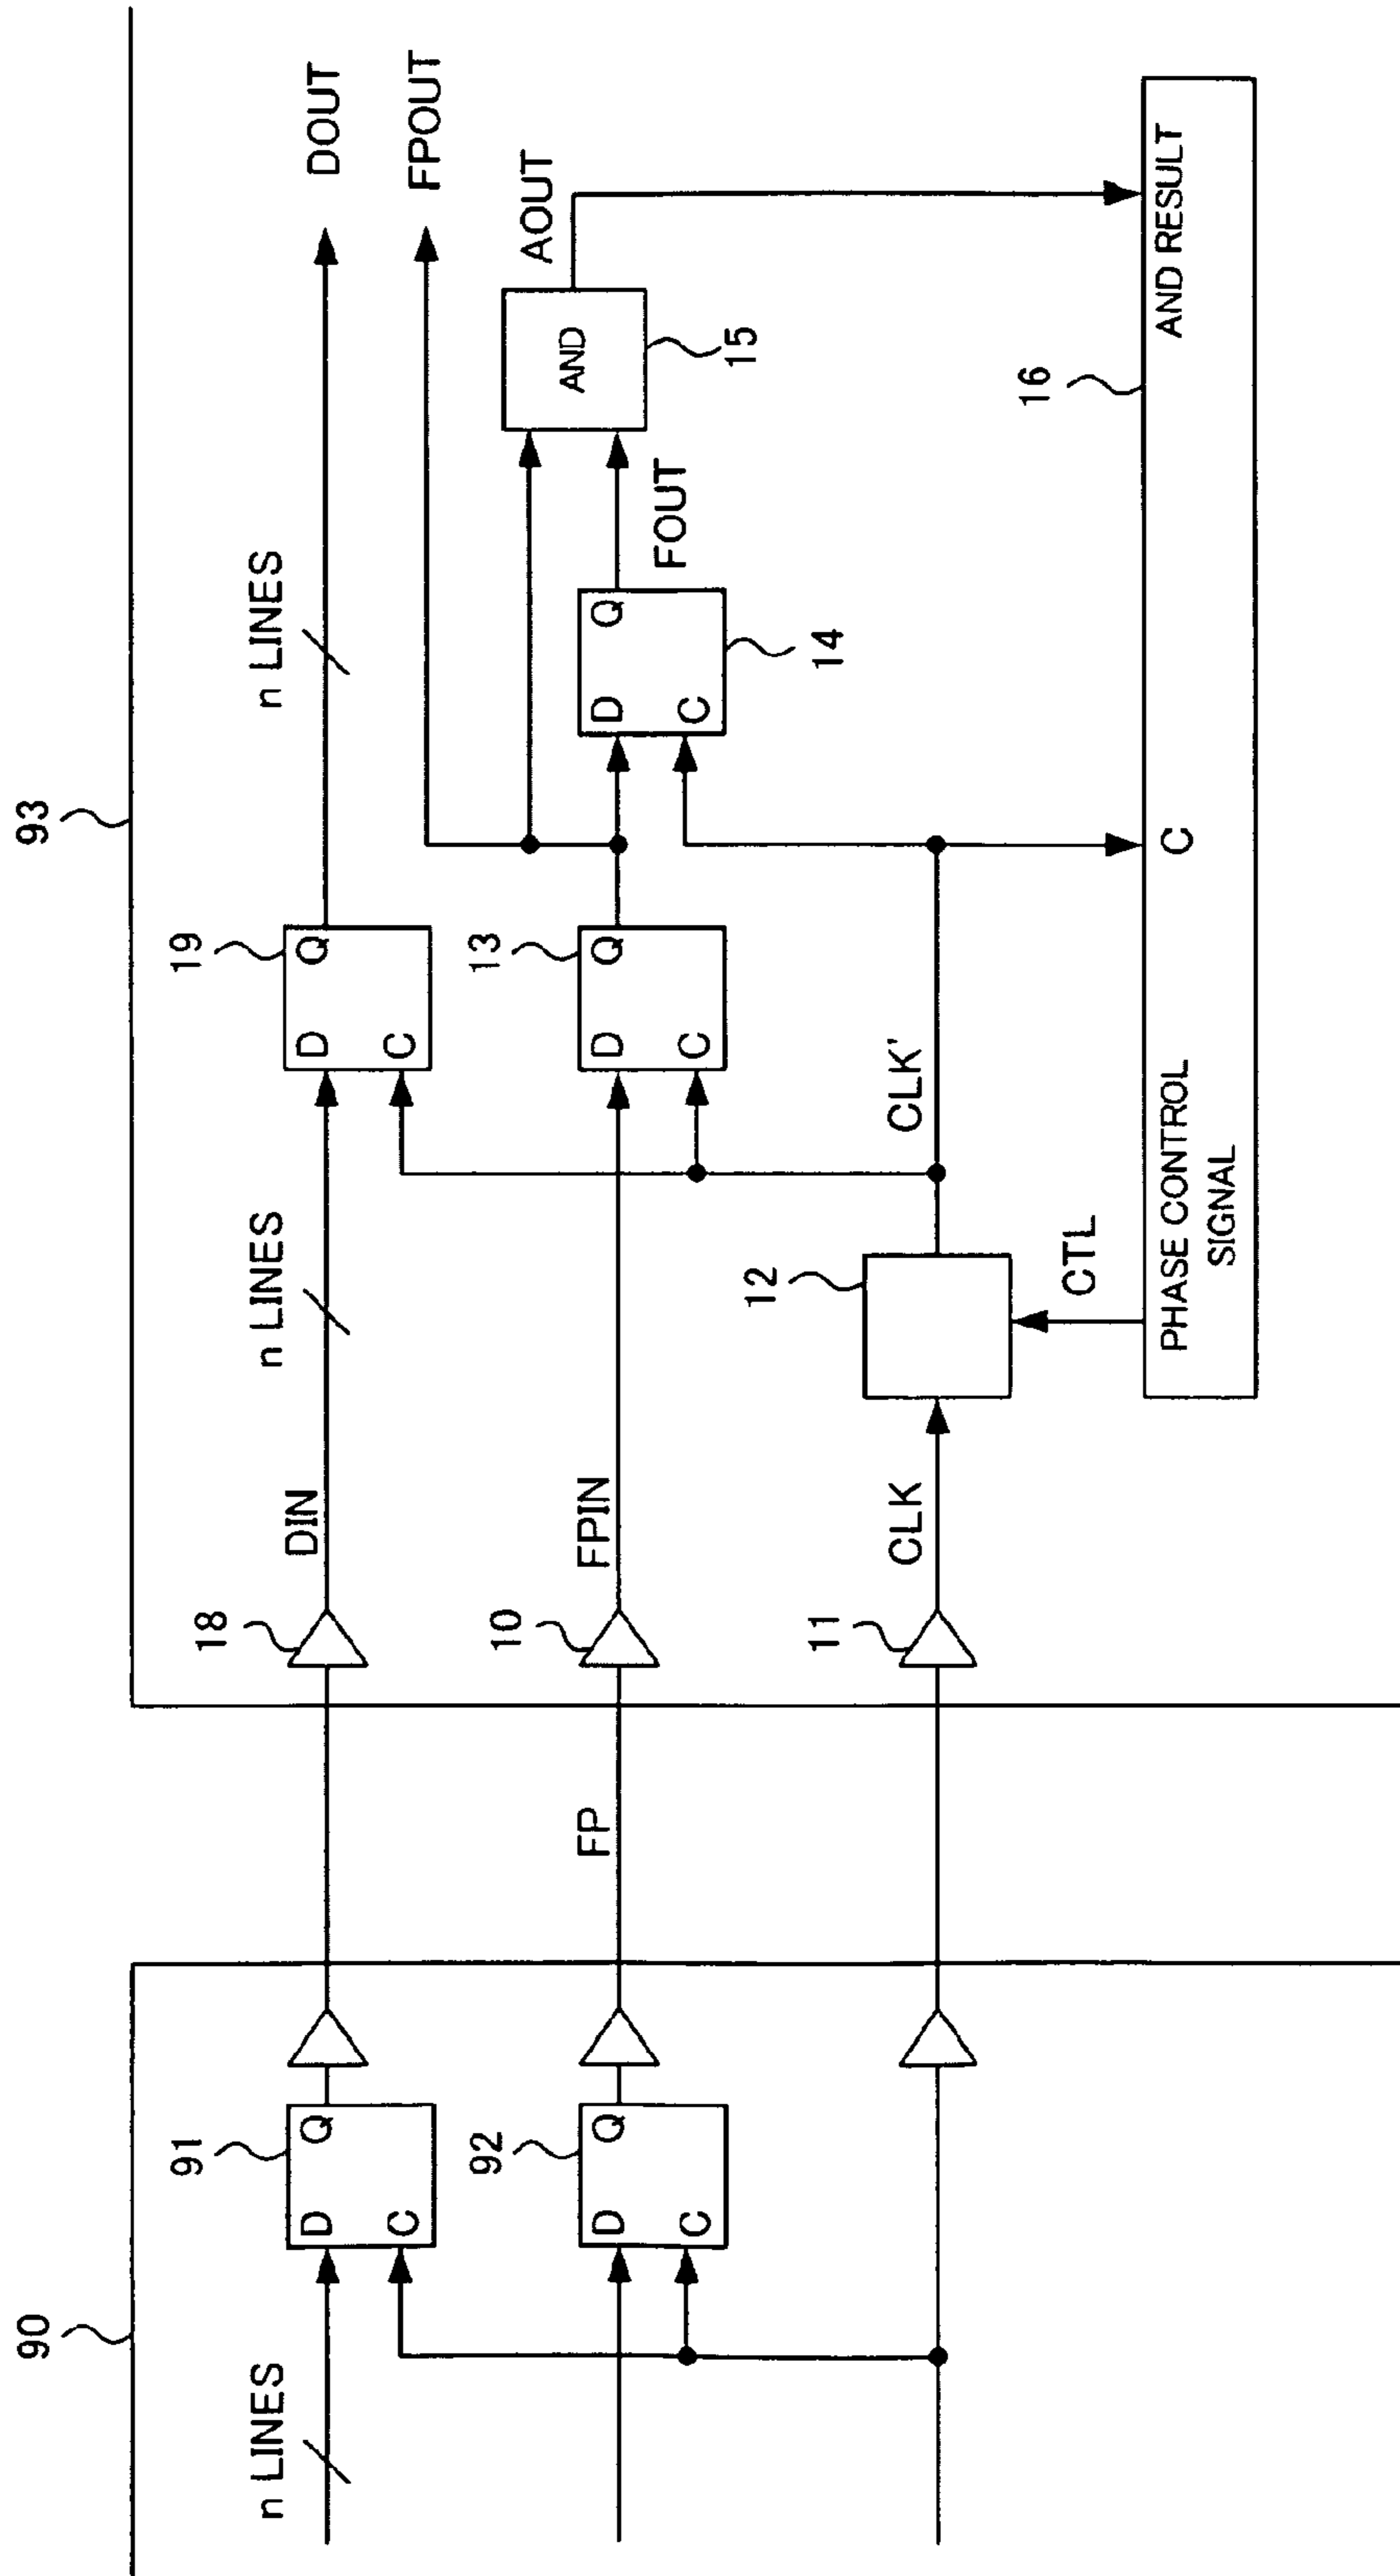 90
93
n LINES
91
D
Q
C
18
DIN
n LINES
19
D
Q
C
n LINES
DOUT
FPOUT
92
D
Q
C
FP
10
FPIN
13
D
Q
C
D
Q
C
14
FOUT
AND
15
AOUT
11
CLK
12
CLK'
CTL
16
PHASE CONTROL
SIGNAL
C
AND RESULT